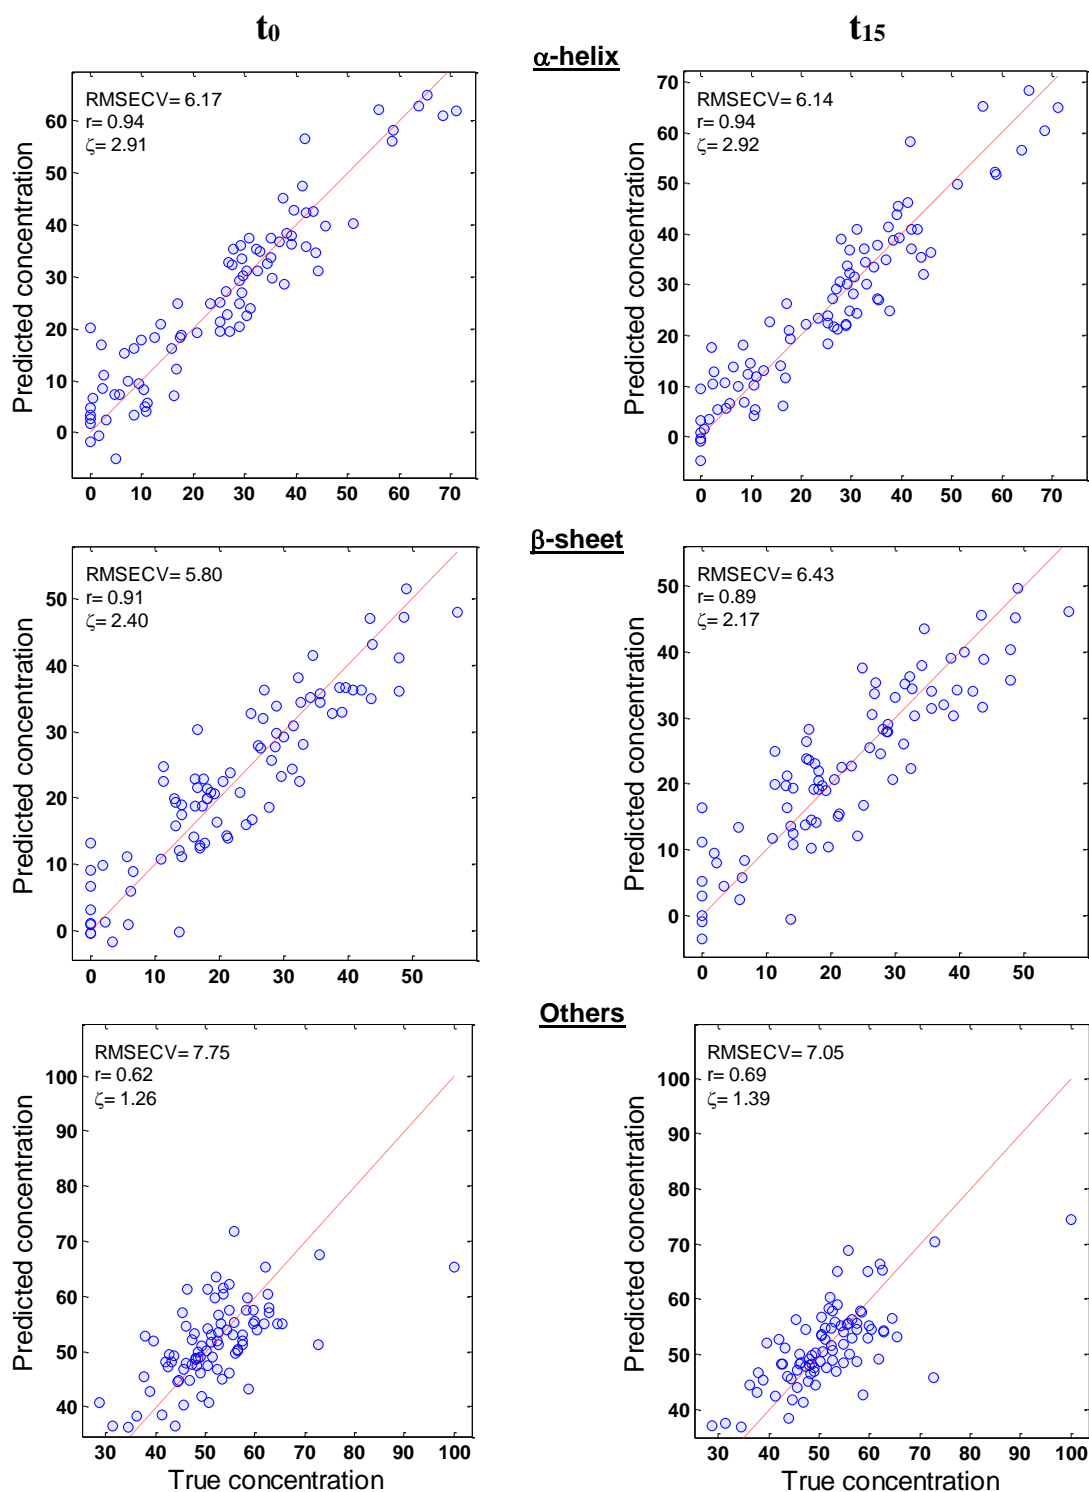 t0
t15
α-helix
RMSECV= 6.17
r= 0.94
ζ= 2.91
Predicted concentration
60
50
40
30
20
10
0
0 10 20 30 40 50 60 70
RMSECV= 6.14
r= 0.94
ζ= 2.92
Predicted concentration
70
60
50
40
30
20
10
0
0 10 20 30 40 50 60 70
β-sheet
RMSECV= 5.80
r= 0.91
ζ= 2.40
Predicted concentration
50
40
30
20
10
0
0 10 20 30 40 50
RMSECV= 6.43
r= 0.89
ζ= 2.17
Predicted concentration
50
40
30
20
10
0
0 10 20 30 40 50
Others
RMSECV= 7.75
r= 0.62
ζ= 1.26
Predicted concentration
100
90
80
70
60
50
40
30 40 50 60 70 80 90 100
True concentration
RMSECV= 7.05
r= 0.69
ζ= 1.39
Predicted concentration
100
90
80
70
60
50
40
30 40 50 60 70 80 90 100
True concentration